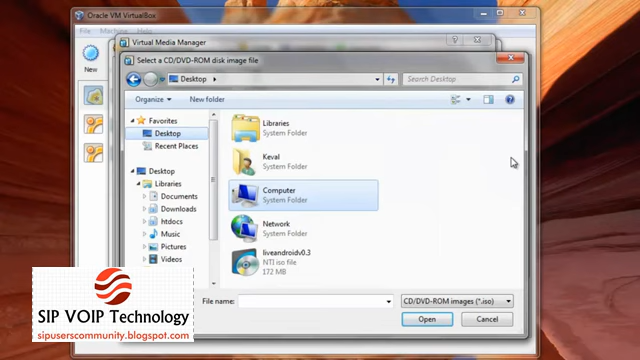 Oracle VM VirtualBox
File Machine Help
New
Virtual Media Manager
Select a CD/DVD-ROM disk image file
Desktop
Search Desktop
Organize
New folder
Favorites
Desktop
Recent Places
Desktop
Libraries
Documents
Downloads
htdocs
Music
Pictures
Videos
Libraries
System Folder
Keval
System Folder
Computer
System Folder
Network
System Folder
liveandroidv0.3
NTI iso file
172 MB
File name:
CD/DVD-ROM images (*.iso)
Open
Cancel
SIP VOIP Technology
sipuserscommunity.blogspot.com